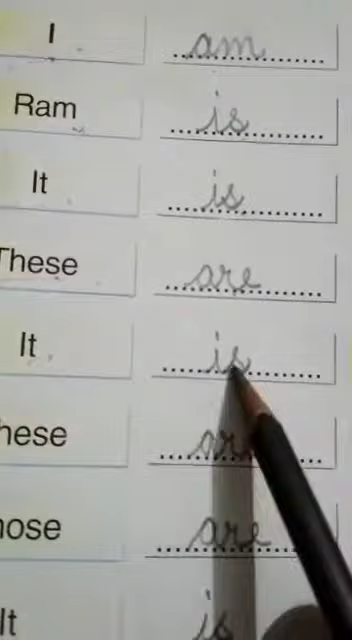 I am
Ram is
It is
These are
It is
hese are
hose are
It is